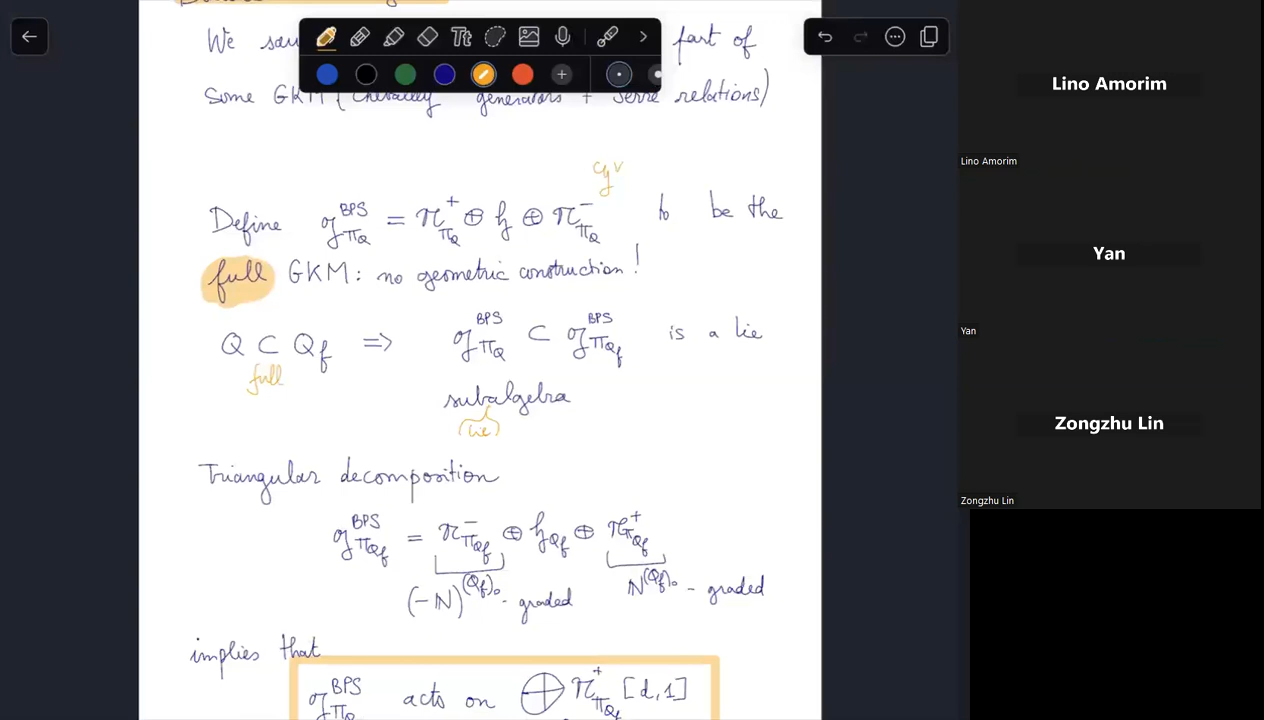 We saw part of
some GKM (Chevalley generators + Serre relations)
Tt
cg v
Define 𝔤^BPS_{Π_Q} = 𝔫^+_{Π_Q} ⊕ 𝔥 ⊕ 𝔫^-_{Π_Q} to be the
full GKM: no geometric construction!
Q ⊂ Q_f ⇒ 𝔤^BPS_{Π_Q} ⊂ 𝔤^BPS_{Π_{Q_f}} is a lie
full
subalgebra
(lie)
Triangular decomposition
𝔤^BPS_{Π_{Q_f}} = 𝔫^-_{Π_{Q_f}} ⊕ 𝔥_{Q_f} ⊕ 𝔫^+_{Π_{Q_f}}
(-N)^{(Q_f)_0} - graded N^{(Q_f)_0} - graded
implies that
𝔤^BPS_{Π_Q} acts on ⊕ 𝔫^+_{Π_{Q_f}} [d,1]
Lino Amorim
Lino Amorim
Yan
Yan
Zongzhu Lin
Zongzhu Lin